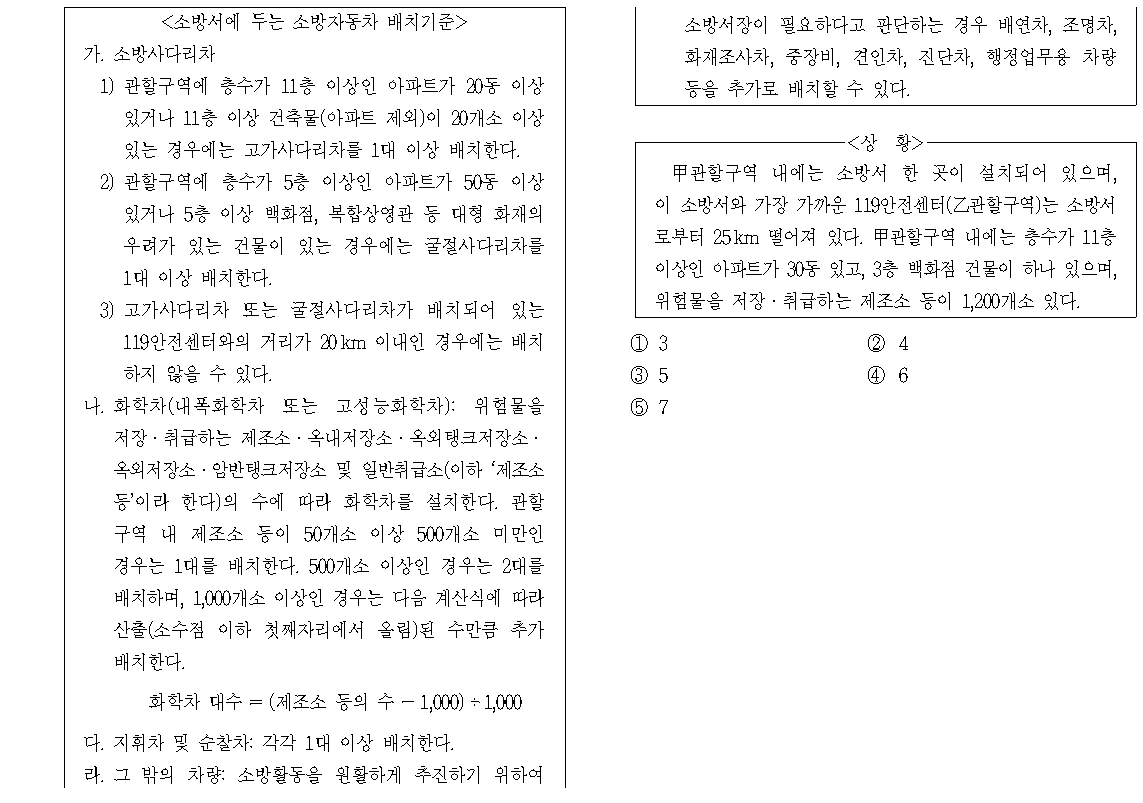 <소방서에 두는 소방자동차 배치기준>
가. 소방사다리차
1) 관할구역에 층수가 11층 이상인 아파트가 20동 이상
있거나 11층 이상 건축물(아파트 제외)이 20개소 이상
있는 경우에는 고가사다리차를 1대 이상 배치한다.
2) 관할구역에 층수가 5층 이상인 아파트가 50동 이상
있거나 5층 이상 백화점, 복합상영관 등 대형 화재의
우려가 있는 건물이 있는 경우에는 굴절사다리차를
1대 이상 배치한다.
3) 고가사다리차 또는 굴절사다리차가 배치되어 있는
119안전센터와의 거리가 20km 이내인 경우에는 배치
하지 않을 수 있다.
나. 화학차(내폭화학차 또는 고성능화학차): 위험물을
저장·취급하는 제조소·옥내저장소·옥외탱크저장소·
옥외저장소·암반탱크저장소 및 일반취급소(이하 ‘제조소
등’이라 한다)의 수에 따라 화학차를 설치한다. 관할
구역 내 제조소 등이 50개소 이상 500개소 미만인
경우는 1대를 배치한다. 500개소 이상인 경우는 2대를
배치하며, 1,000개소 이상인 경우는 다음 계산식에 따라
산출(소수점 이하 첫째자리에서 올림)된 수만큼 추가
배치한다.
화학차 대수 = (제조소 등의 수 − 1,000) ÷ 1,000
다. 지휘차 및 순찰차: 각각 1대 이상 배치한다.
라. 그 밖의 차량: 소방활동을 원활하게 추진하기 위하여
소방서장이 필요하다고 판단하는 경우 배연차, 조명차,
화재조사차, 중장비, 견인차, 진단차, 행정업무용 차량
등을 추가로 배치할 수 있다.
<상 황>
甲관할구역 내에는 소방서 한 곳이 설치되어 있으며,
이 소방서와 가장 가까운 119안전센터(乙관할구역)는 소방서
로부터 25km 떨어져 있다. 甲관할구역 내에는 층수가 11층
이상인 아파트가 30동 있고, 3층 백화점 건물이 하나 있으며,
위험물을 저장·취급하는 제조소 등이 1,200개소 있다.
① 3
② 4
③ 5
④ 6
⑤ 7